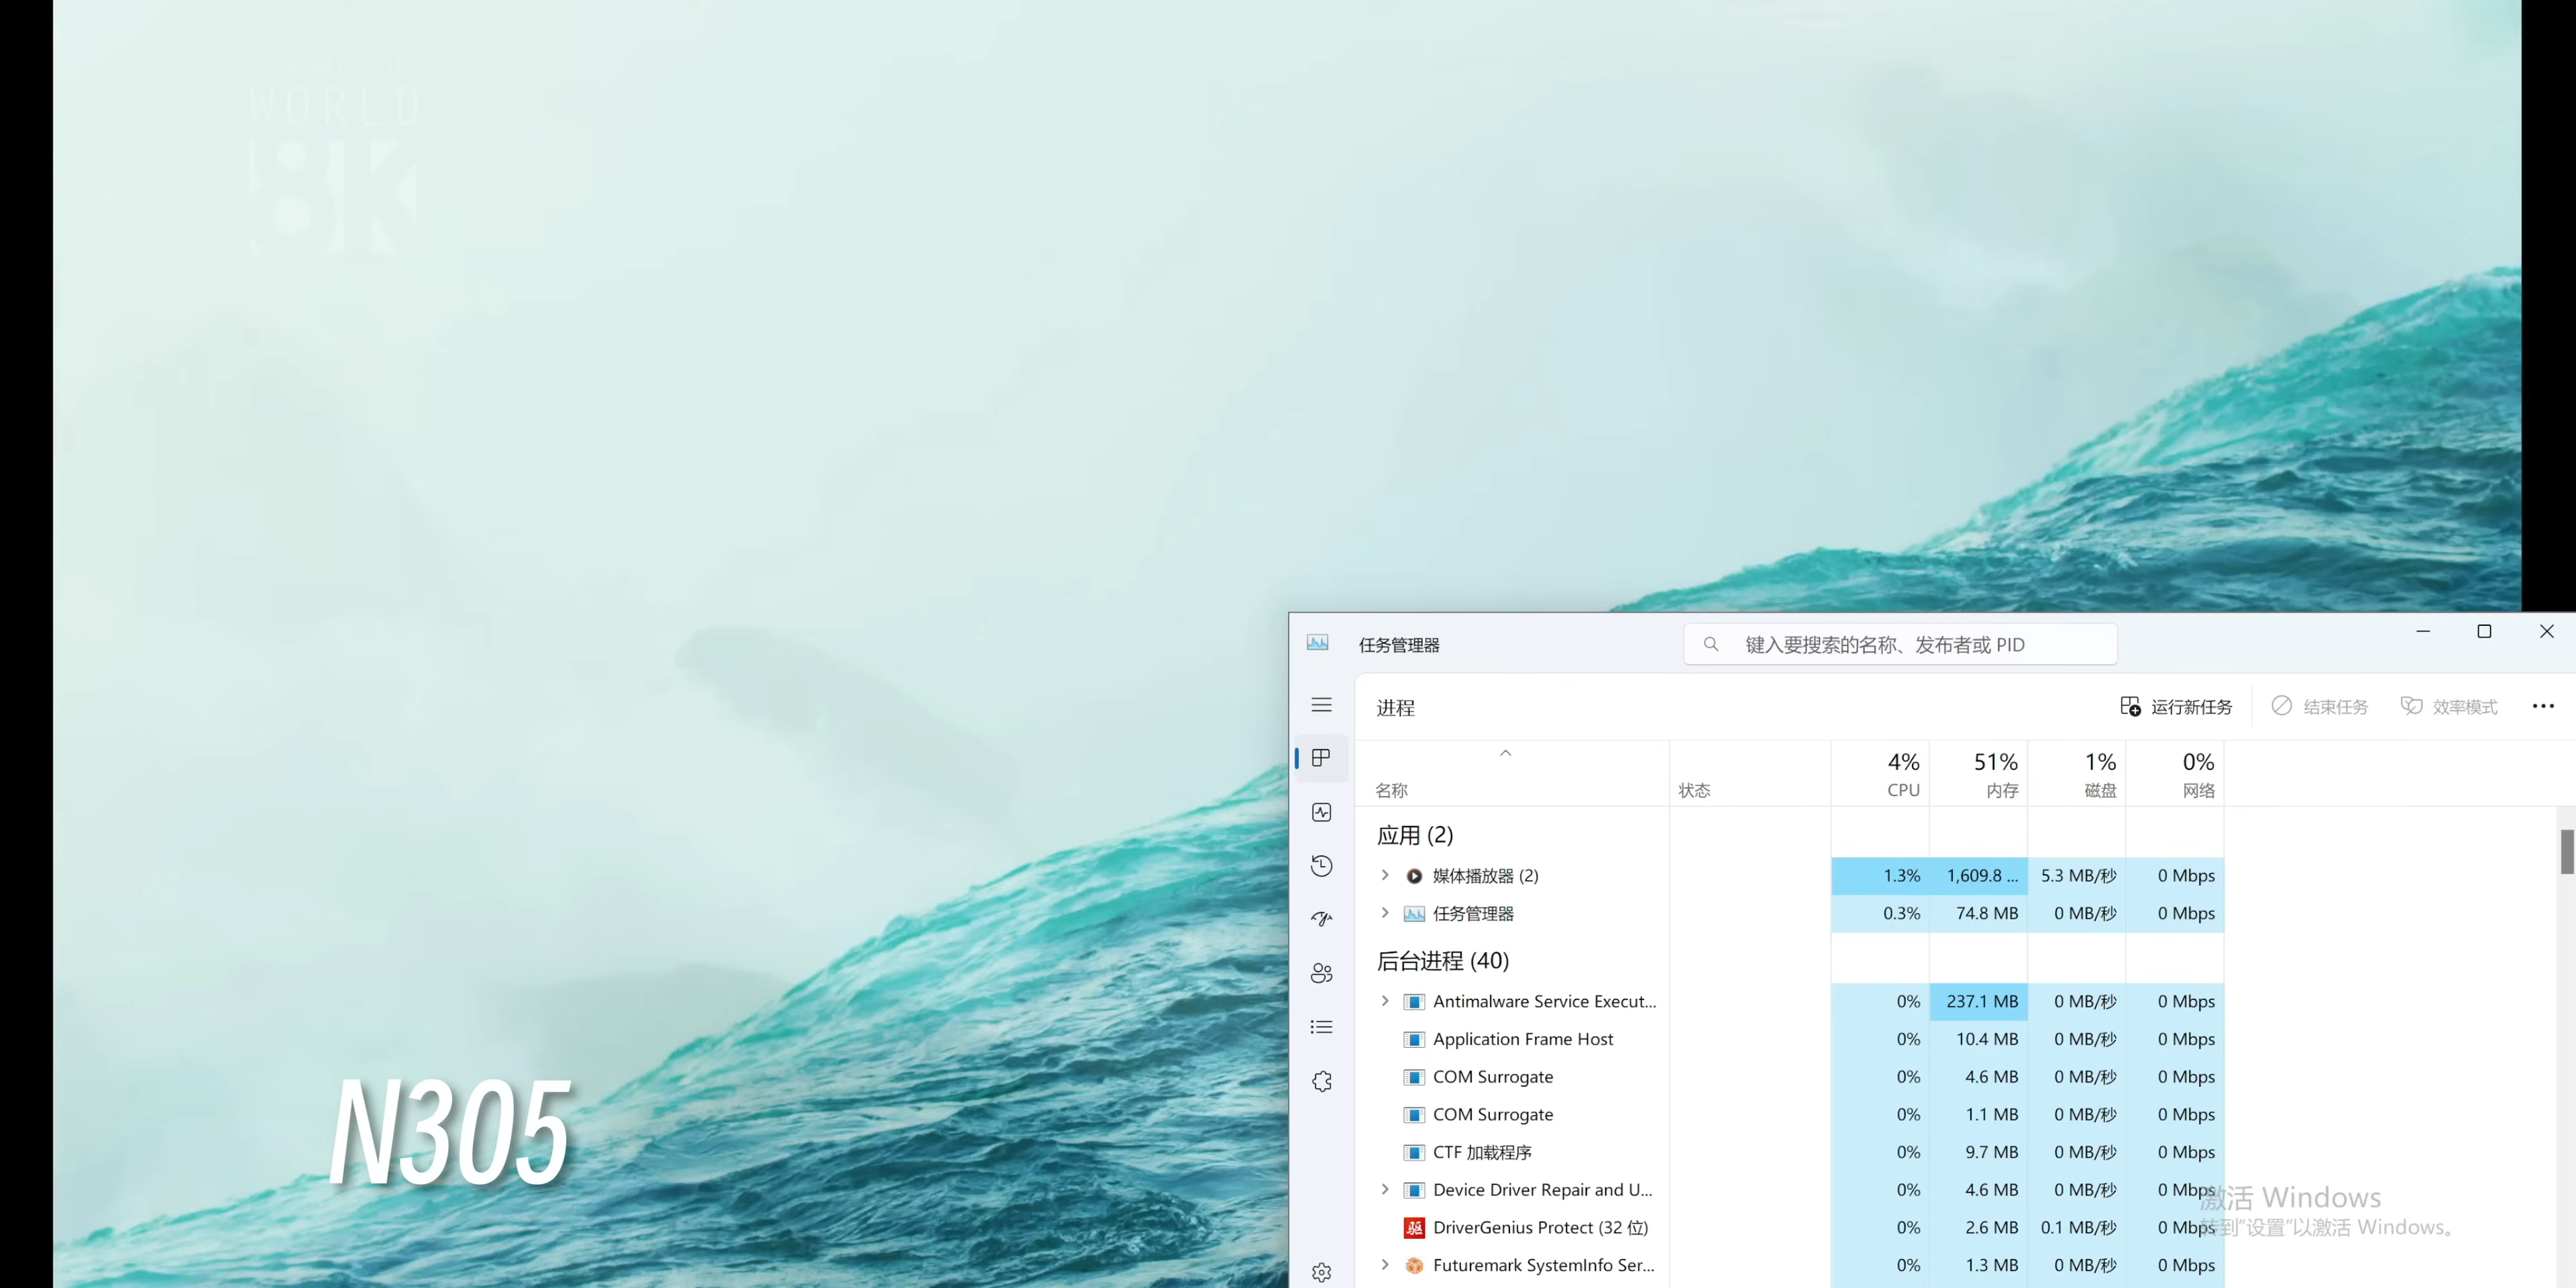 WORLD
8K
任务管理器
键入要搜索的名称、发布者或 PID
进程
运行新任务
结束任务
效率模式
4% 51% 1% 0%
名称 状态 CPU 内存 磁盘 网络
应用 (2)
媒体播放器 (2) 1.3% 1,609.8 ... 5.3 MB/秒 0 Mbps
任务管理器 0.3% 74.8 MB 0 MB/秒 0 Mbps
后台进程 (40)
Antimalware Service Execut... 0% 237.1 MB 0 MB/秒 0 Mbps
Application Frame Host 0% 10.4 MB 0 MB/秒 0 Mbps
COM Surrogate 0% 4.6 MB 0 MB/秒 0 Mbps
COM Surrogate 0% 1.1 MB 0 MB/秒 0 Mbps
CTF 加载程序 0% 9.7 MB 0 MB/秒 0 Mbps
Device Driver Repair and U... 0% 4.6 MB 0 MB/秒 0 Mbps
DriverGenius Protect (32 位) 0% 2.6 MB 0.1 MB/秒 0 Mbps
Futuremark SystemInfo Ser... 0% 1.3 MB 0 MB/秒 0 Mbps
激活 Windows
转到"设置"以激活 Windows。
N305